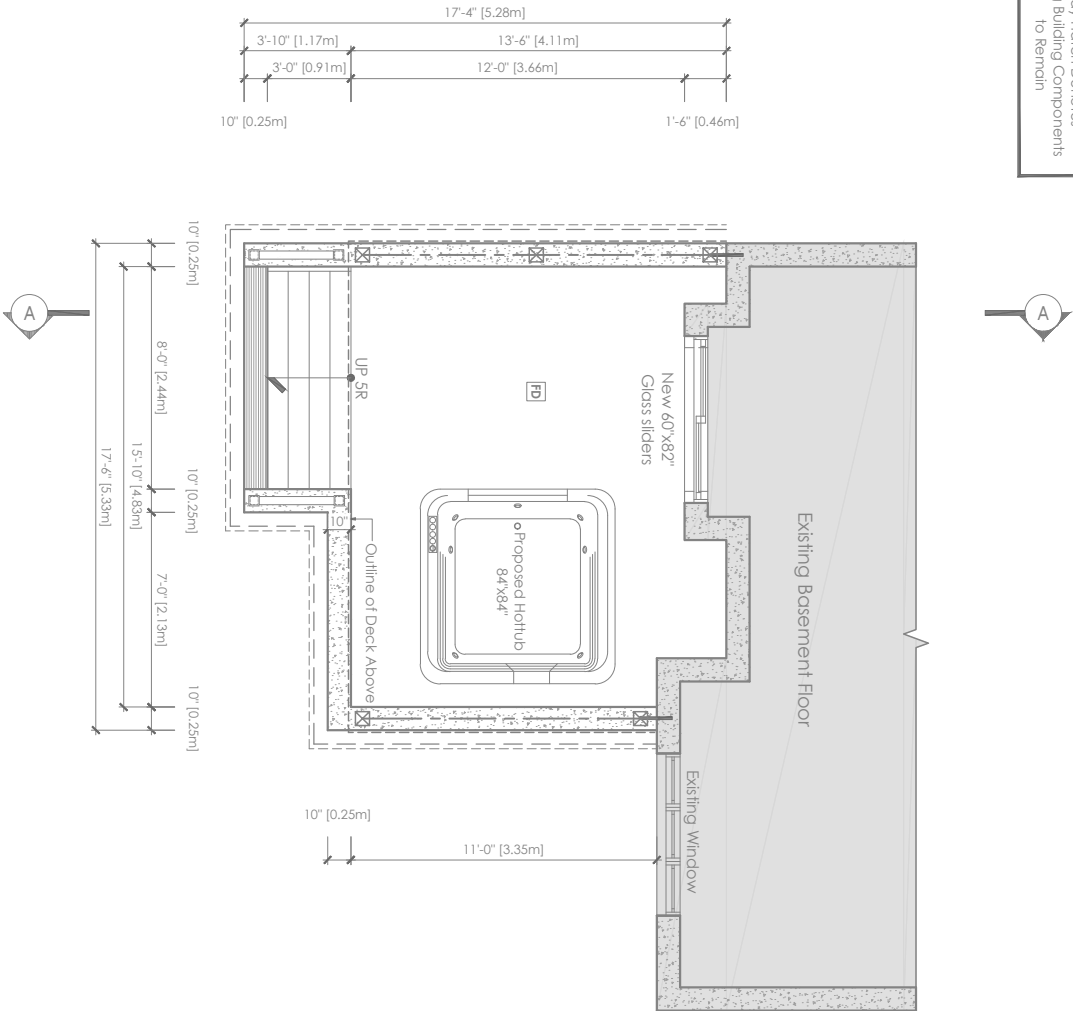 17'-4" [5.28m]
3'-10" [1.17m]
13'-6" [4.11m]
3'-0" [0.91m]
12'-0" [3.66m]
10" [0.25m]
1'-6" [0.46m]
Building Components
to Remain
10" [0.25m]
8'-0" [2.44m]
10" [0.25m]
7'-0" [2.13m]
10" [0.25m]
15'-10" [4.83m]
17'-6" [5.33m]
A
A
UP 5R
FD
New 60"x82"
Glass sliders
Existing Basement Floor
10"
Outline of Deck Above
Proposed Hottub
84"x84"
Existing Window
10" [0.25m]
11'-0" [3.35m]